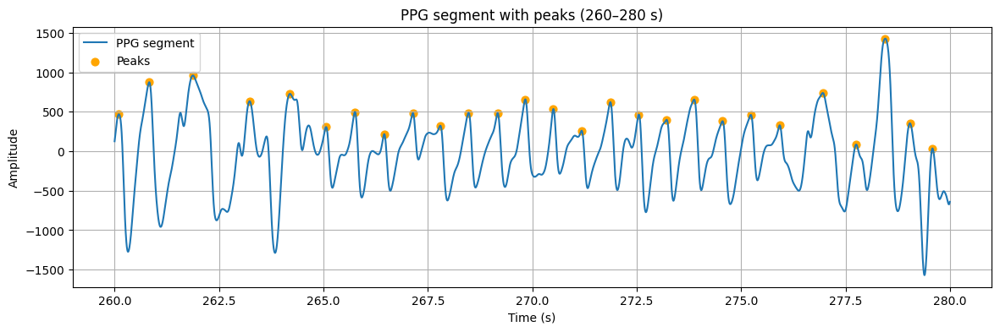 PPG segment with peaks (260–280 s)
PPG segment
Peaks
1500
1000
500
0
−500
−1000
−1500
Amplitude
260.0 262.5 265.0 267.5 270.0 272.5 275.0 277.5 280.0
Time (s)